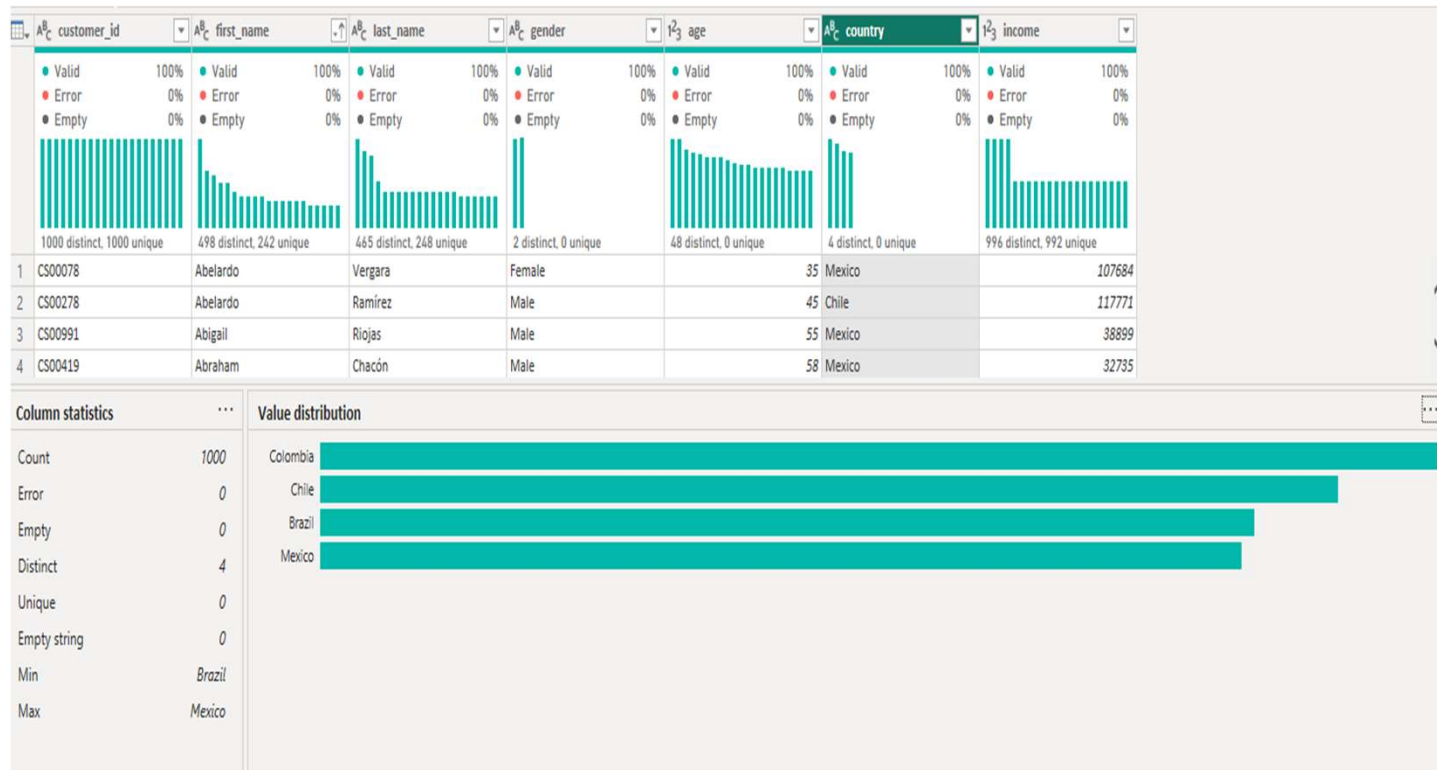 ABC customer_id ABC first_name ABC last_name ABC gender 123 age ABC country 123 income
Valid 100% Valid 100% Valid 100% Valid 100% Valid 100% Valid 100% Valid 100%
Error 0% Error 0% Error 0% Error 0% Error 0% Error 0% Error 0%
Empty 0% Empty 0% Empty 0% Empty 0% Empty 0% Empty 0% Empty 0%
1000 distinct, 1000 unique 498 distinct, 242 unique 465 distinct, 248 unique 2 distinct, 0 unique 48 distinct, 0 unique 4 distinct, 0 unique 996 distinct, 992 unique
1 CS00078 Abelardo Vergara Female 35 Mexico 107684
2 CS00278 Abelardo Ramírez Male 45 Chile 117771
3 CS00991 Abigail Riojas Male 55 Mexico 38899
4 CS00419 Abraham Chacón Male 58 Mexico 32735
Column statistics ...
Count 1000
Error 0
Empty 0
Distinct 4
Unique 0
Empty string 0
Min Brazil
Max Mexico
Value distribution ...
Colombia
Chile
Brazil
Mexico